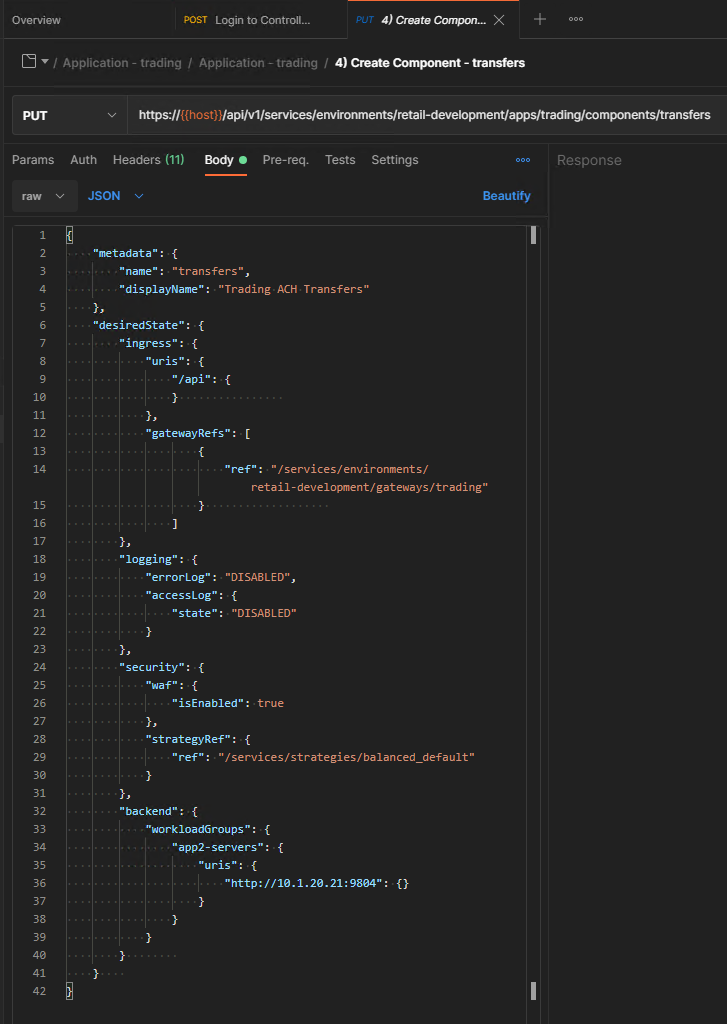 Overview
POST Login to Controll...
PUT 4) Create Compon...
/ Application - trading / Application - trading / 4) Create Component - transfers
PUT
https://{{host}}/api/v1/services/environments/retail-development/apps/trading/components/transfers
Params Auth Headers (11) Body Pre-req. Tests Settings
Response
raw JSON Beautify
1 {
2 "metadata": {
3 "name": "transfers",
4 "displayName": "Trading ACH Transfers"
5 },
6 "desiredState": {
7 "ingress": {
8 "uris": {
9 "/api": {
10 }
11 },
12 "gatewayRefs": [
13 {
14 "ref": "/services/environments/
retail-development/gateways/trading"
15 }
16 ]
17 },
18 "logging": {
19 "errorLog": "DISABLED",
20 "accessLog": {
21 "state": "DISABLED"
22 }
23 },
24 "security": {
25 "waf": {
26 "isEnabled": true
27 },
28 "strategyRef": {
29 "ref": "/services/strategies/balanced_default"
30 }
31 },
32 "backend": {
33 "workloadGroups": {
34 "app2-servers": {
35 "uris": {
36 "http://10.1.20.21:9804": {}
37 }
38 }
39 }
40 }
41 }
42 }